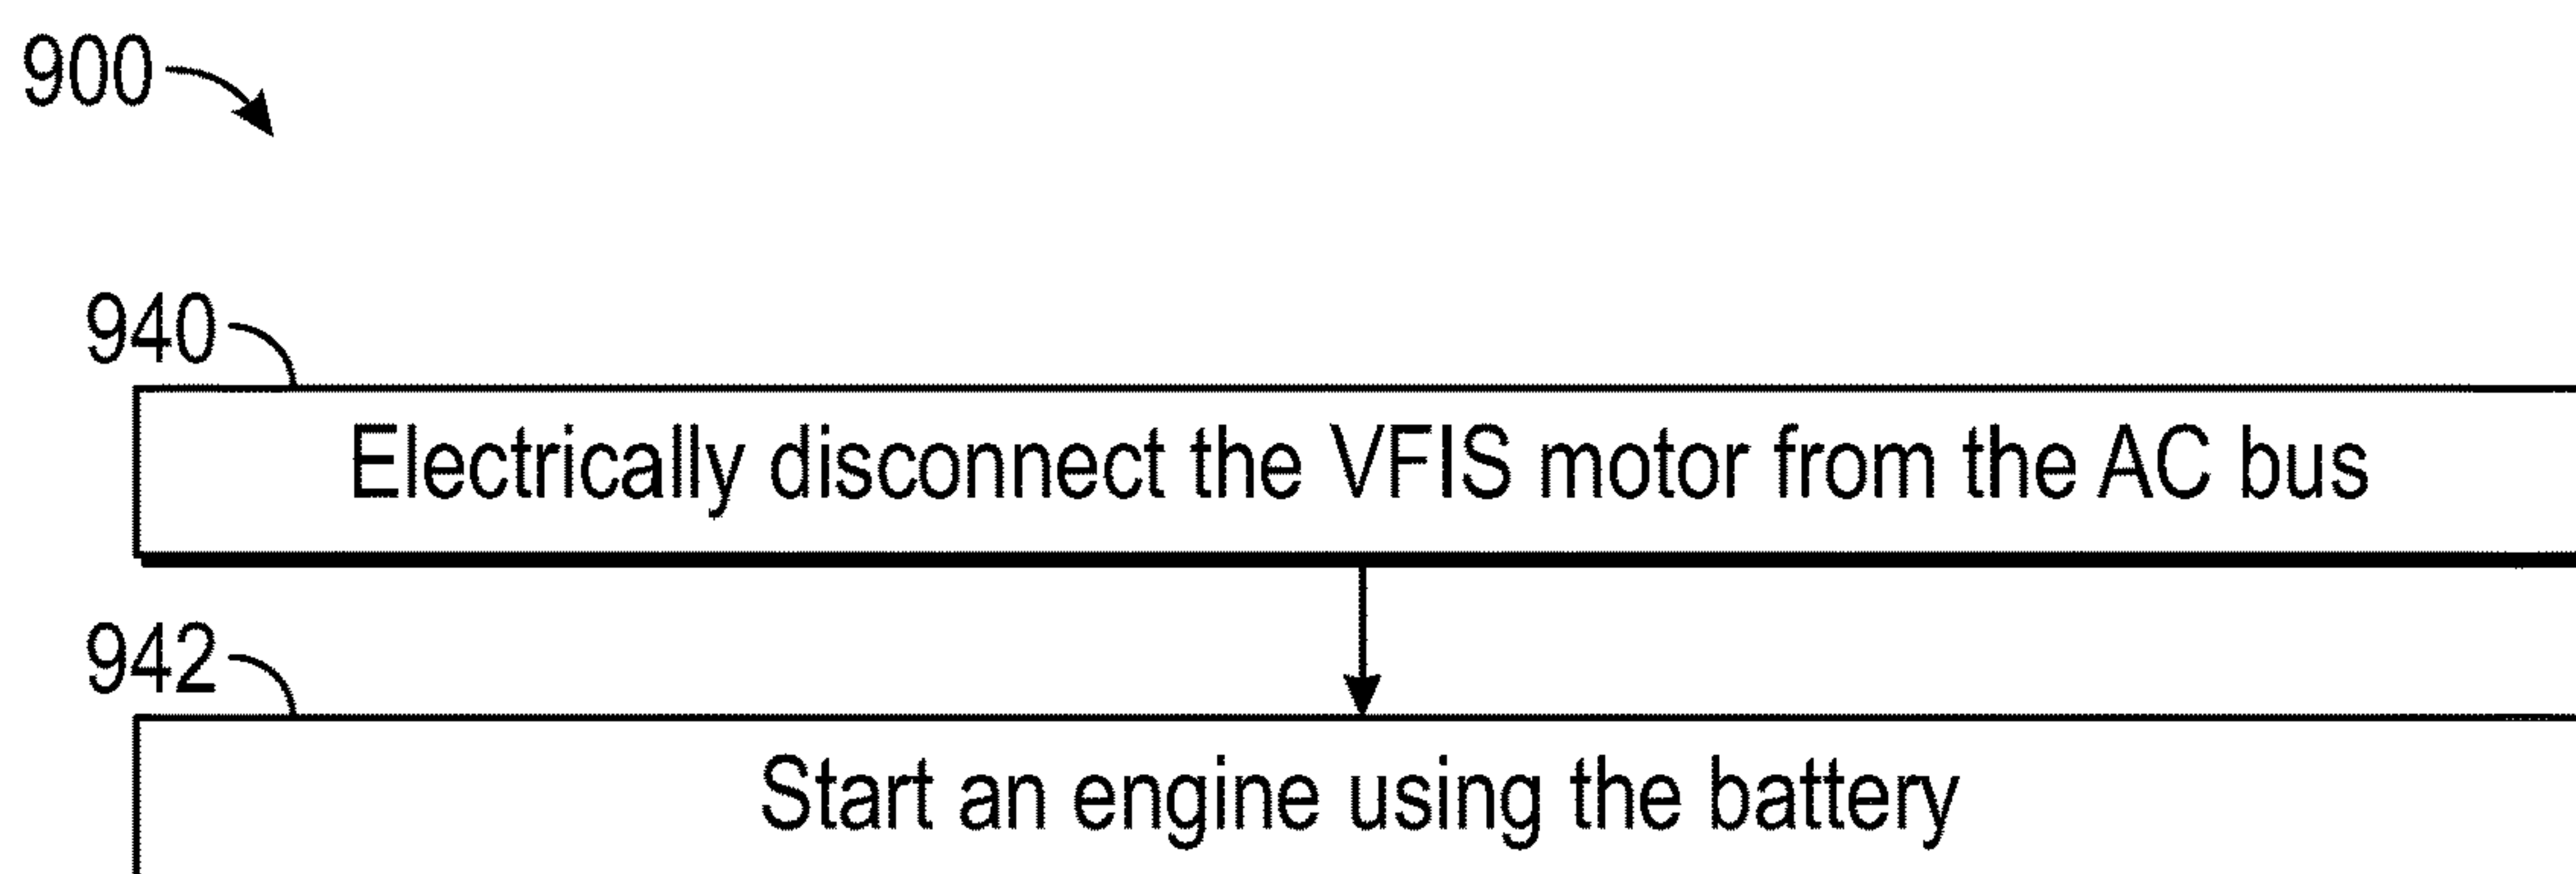 900
940
Electrically disconnect the VFIS motor from the AC bus
942
Start an engine using the battery